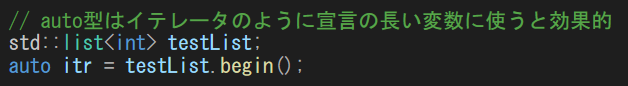 // auto型はイテレータのように宣言の長い変数に使うと効果的
std::list<int> testList;
auto itr = testList.begin();